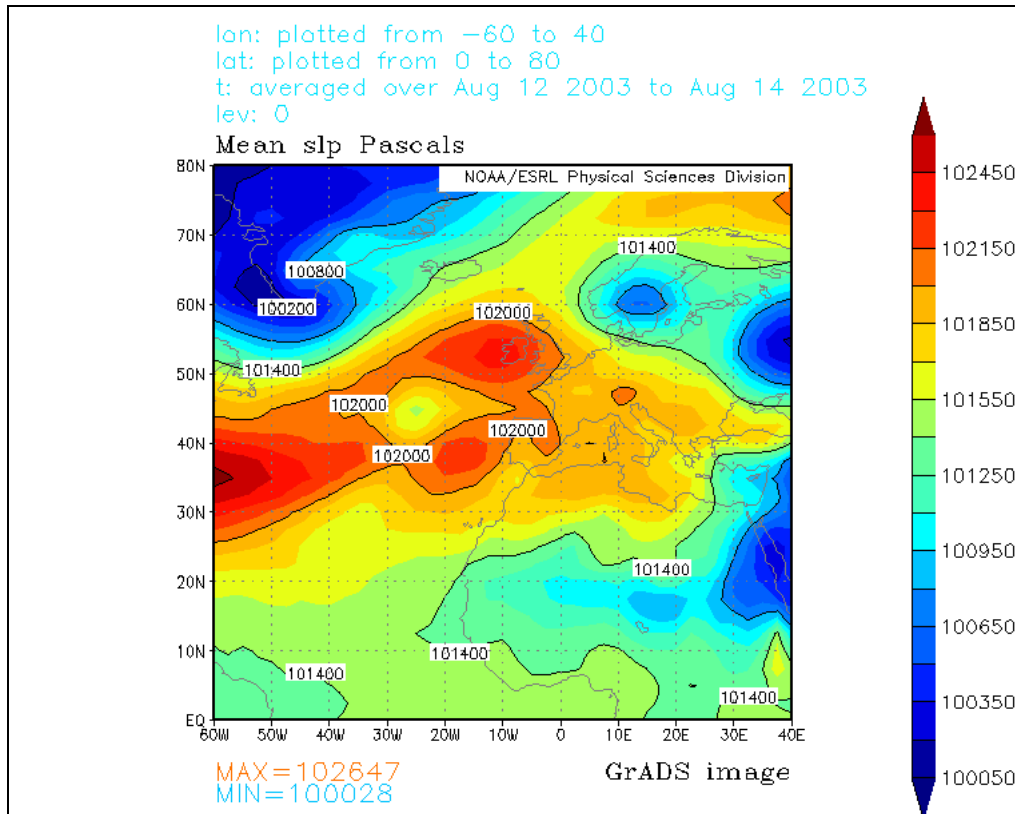 lon: plotted from −60 to 40
lat: plotted from 0 to 80
t: averaged over Aug 12 2003 to Aug 14 2003
lev: 0
Mean slp Pascals
NOAA/ESRL Physical Sciences Division
80N
70N
60N
50N
40N
30N
20N
10N
EQ
60W 50W 40W 30W 20W 10W 0 10E 20E 30E 40E
101400
100800
100200
102000
101400
102000
102000
102000
101400
101400
101400
101400
102450
102150
101850
101550
101250
100950
100650
100350
100050
MAX=102647
MIN=100028
GrADS image